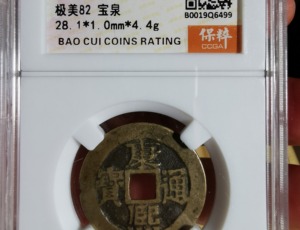 极美82 宝泉
28.1*1.0mm*4.4g
BAO CUI COINS RATING
B0019Q6499
保粹
CCGA
康熙通寶